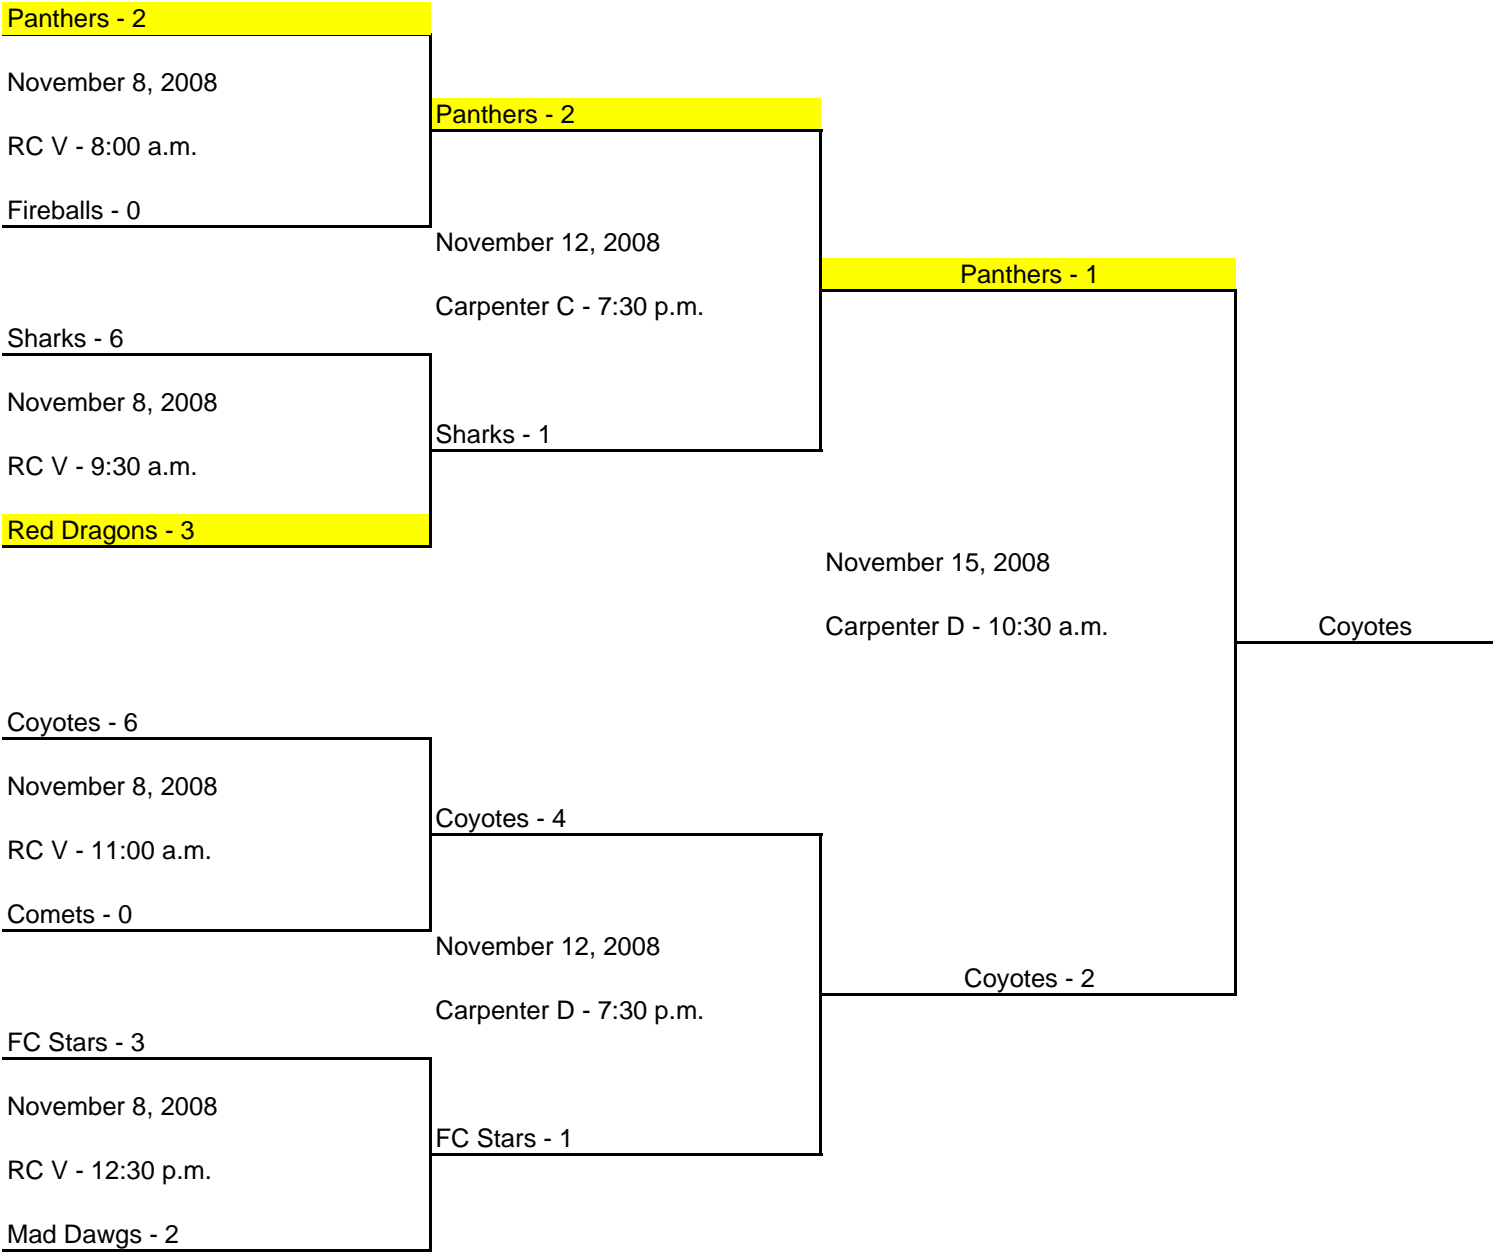 Panthers - 2
November 8, 2008
RC V - 8:00 a.m.
Fireballs - 0
Sharks - 6
November 8, 2008
RC V - 9:30 a.m.
Red Dragons - 3
Coyotes - 6
November 8, 2008
RC V - 11:00 a.m.
Comets - 0
FC Stars - 3
November 8, 2008
RC V - 12:30 p.m.
Mad Dawgs - 2
Panthers - 2
November 12, 2008
Carpenter C - 7:30 p.m.
Sharks - 1
Coyotes - 4
November 12, 2008
Carpenter D - 7:30 p.m.
FC Stars - 1
Panthers - 1
November 15, 2008
Carpenter D - 10:30 a.m.
Coyotes - 2
Coyotes